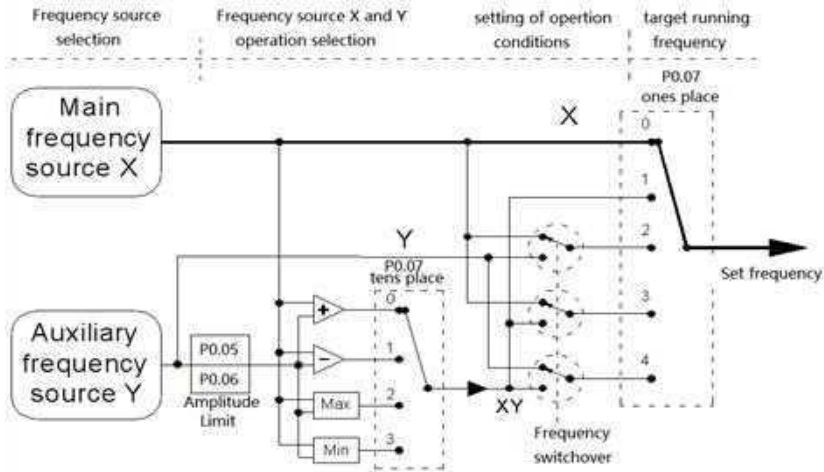 Frequency source
selection
Frequency source X and Y
operation selection
setting of opertion
conditions
target running
frequency
P0.07
ones place
Main
frequency
source X
X
0
1
2
3
4
Set frequency
Y
P0.07
tens place
0
1
2
3
Auxiliary
frequency
source Y
P0.05
P0.06
Amplitude
Limit
+
−
Max
Min
XY
Frequency
switchover